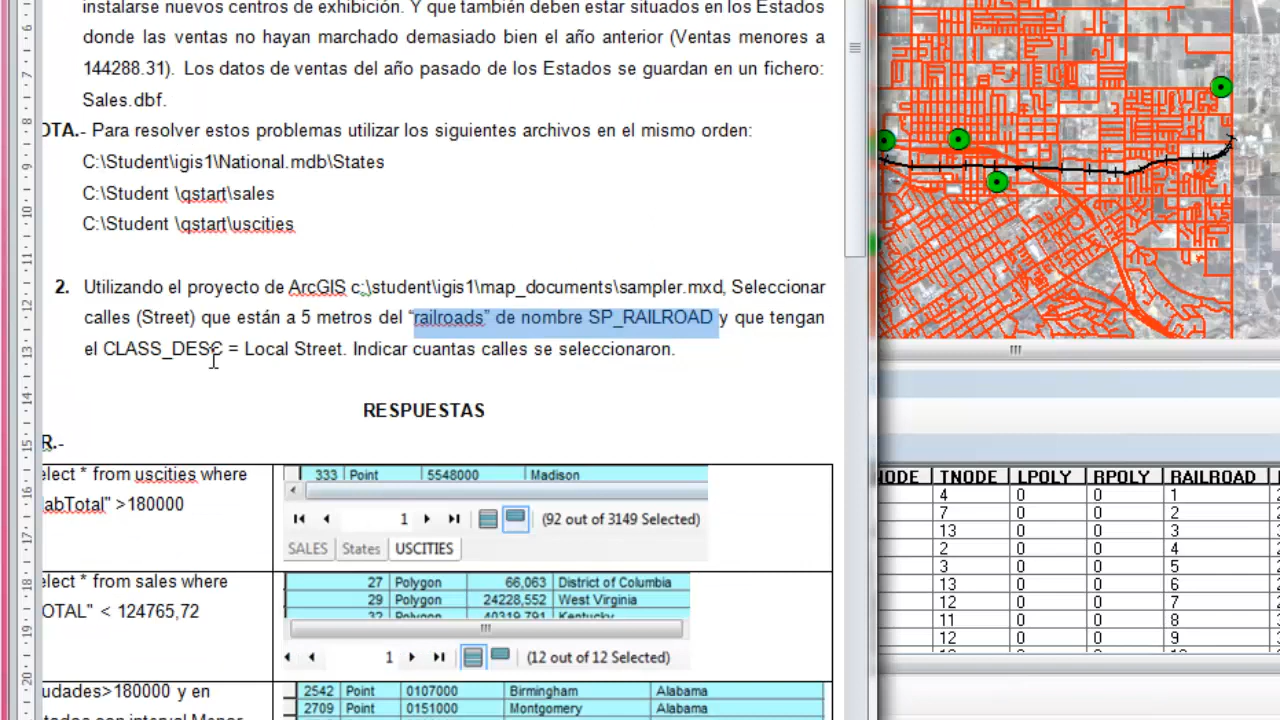 instalarse nuevos centros de exhibición. Y que también deben estar situados en los Estados
donde las ventas no hayan marchado demasiado bien el año anterior (Ventas menores a
144288.31). Los datos de ventas del año pasado de los Estados se guardan en un fichero:
Sales.dbf.
OTA.- Para resolver estos problemas utilizar los siguientes archivos en el mismo orden:
C:\Student\igis1\National.mdb\States
C:\Student \qstart\sales
C:\Student \qstart\uscities
2. Utilizando el proyecto de ArcGIS c:\student\igis1\map_documents\sampler.mxd, Seleccionar
calles (Street) que están a 5 metros del “railroads” de nombre SP_RAILROAD y que tengan
el CLASS_DESC = Local Street. Indicar cuantas calles se seleccionaron.
RESPUESTAS
R.-
elect * from uscities where
abTotal" >180000
333 Point 5548000 Madison
1 (92 out of 3149 Selected)
SALES States USCITIES
elect * from sales where
OTAL" < 124765,72
27 Polygon 66,063 District of Columbia
29 Polygon 24228,552 West Virginia
32 Polygon 40319,791 Kentucky
1 (12 out of 12 Selected)
udades>180000 y en
2542 Point 0107000 Birmingham Alabama
2709 Point 0151000 Montgomery Alabama
NODE TNODE LPOLY RPOLY RAILROAD
4 0 0 1
7 0 0 2
13 0 0 3
2 0 0 4
3 0 0 5
13 0 0 6
12 0 0 7
11 0 0 8
12 0 0 9